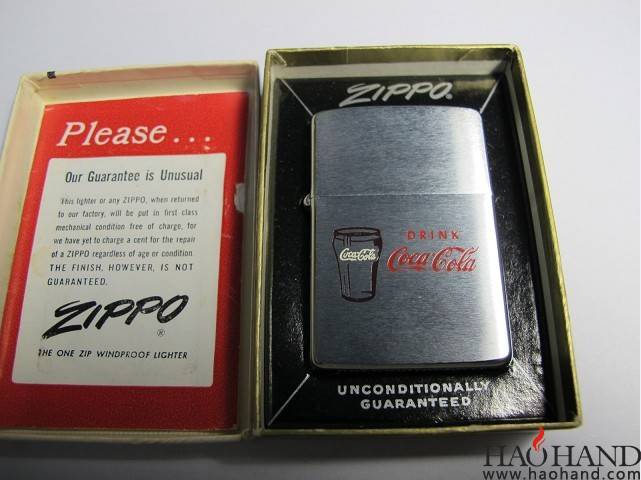 Please...
Our Guarantee is Unusual
This lighter or any ZIPPO, when returned
to our factory, will be put in first class
mechanical condition free of charge, for
we have yet to charge a cent for the repair
of a ZIPPO regardless of age or condition.
THE FINISH, HOWEVER, IS NOT
GUARANTEED.
ZIPPO
®
THE ONE ZIP WINDPROOF LIGHTER
ZIPPO®
DRINK
Coca-Cola
Coca-Cola
UNCONDITIONALLY
GUARANTEED
HAOHAND
www.haohand.com